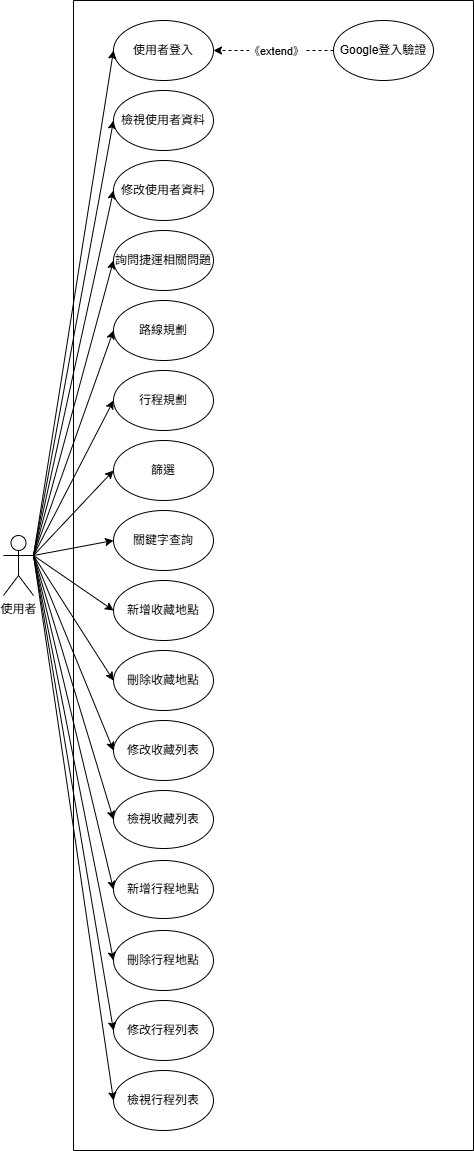 使用者登入
《extend》
Google登入驗證
檢視使用者資料
修改使用者資料
詢問捷運相關問題
路線規劃
行程規劃
篩選
關鍵字查詢
使用者
新增收藏地點
刪除收藏地點
修改收藏列表
檢視收藏列表
新增行程地點
刪除行程地點
修改行程列表
檢視行程列表